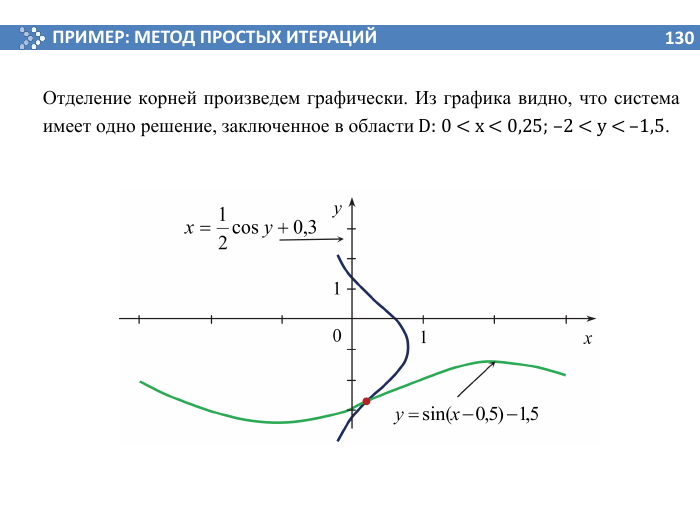 ПРИМЕР: МЕТОД ПРОСТЫХ ИТЕРАЦИЙ
130
Отделение корней произведем графически. Из графика видно, что система
имеет одно решение, заключенное в области D: 0 < x < 0,25; –2 < y < –1,5.
x = 1/2 cos y + 0,3
y
1
0
1
x
y = sin(x – 0,5) – 1,5